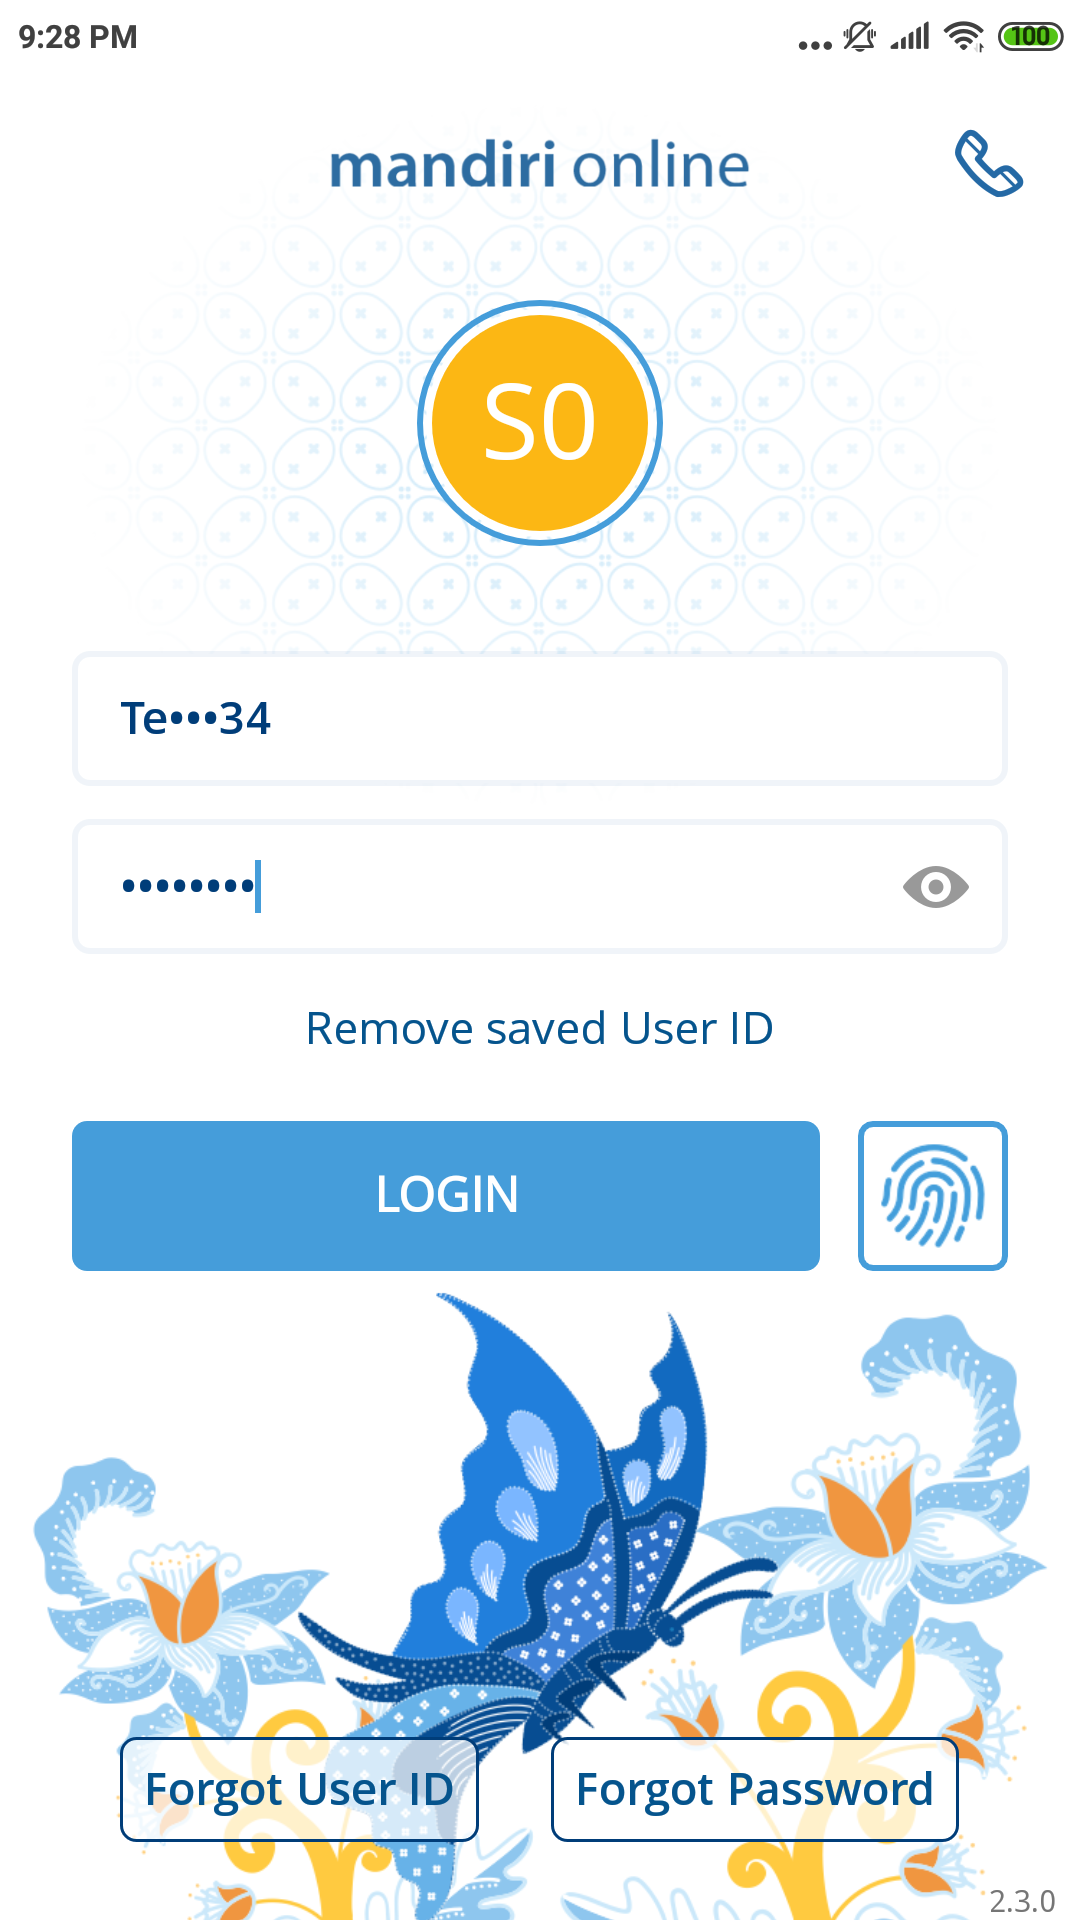 9:28 PM
100
mandiri online
S0
Te•••34
••••••••
Remove saved User ID
LOGIN
Forgot User ID
Forgot Password
2.3.0